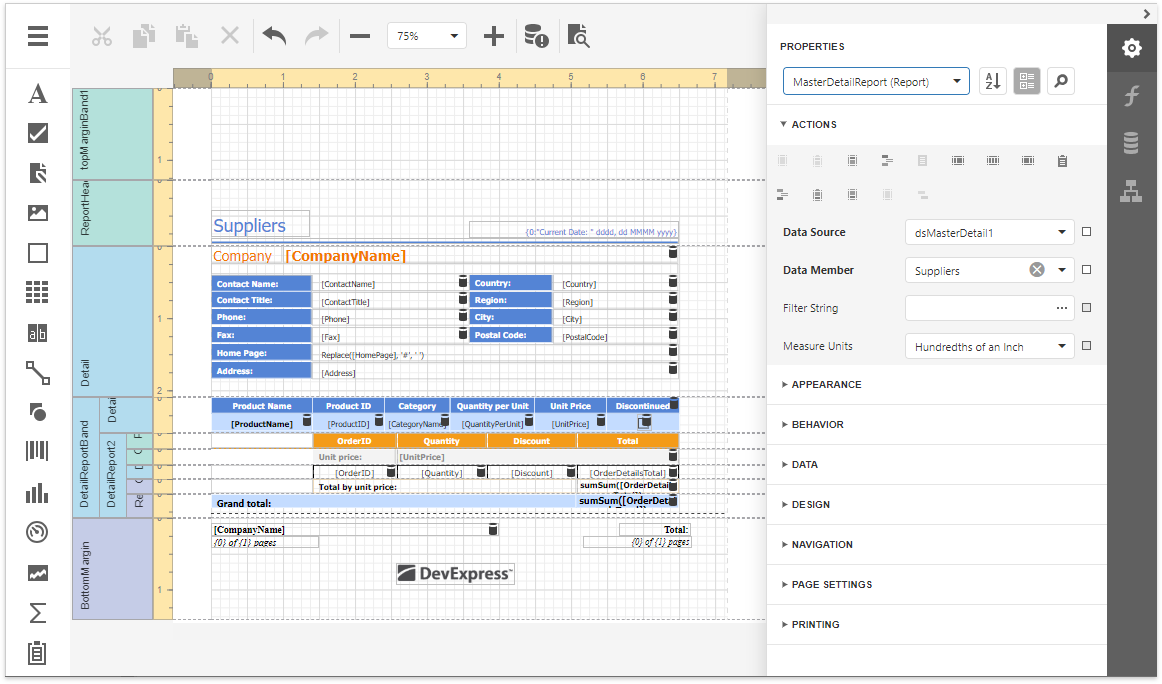 75%
PROPERTIES
MasterDetailReport (Report)
ACTIONS
Data Source
dsMasterDetail1
Data Member
Suppliers
Filter String
Measure Units
Hundredths of an Inch
APPEARANCE
BEHAVIOR
DATA
DESIGN
NAVIGATION
PAGE SETTINGS
PRINTING
0 1 2 3 4 5 6 7
topMarginBand1
ReportHea
Detail
DetailReportBand
Detai
DetailReport2
BottomMargin
1
1
2
1
Suppliers
{0:"Current Date: " dddd, dd MMMM yyyy}
Company [CompanyName]
Contact Name: [ContactName] Country: [Country]
Contact Title: [ContactTitle] Region: [Region]
Phone: [Phone] City: [City]
Fax: [Fax] Postal Code: [PostalCode]
Home Page: Replace([HomePage], '#', ' ')
Address: [Address]
Product Name Product ID Category Quantity per Unit Unit Price Discontinued
[ProductName] [ProductID] [CategoryName [QuantityPerUnit] [UnitPrice]
OrderID Quantity Discount Total
Unit price: [UnitPrice]
[OrderID] [Quantity] [Discount] [OrderDetailsTotal]
Total by unit price: sumSum([OrderDetai
Grand total: sumSum([OrderDeta
[CompanyName] Total:
{0} of {1} pages {0} of {1} pages
DevExpress